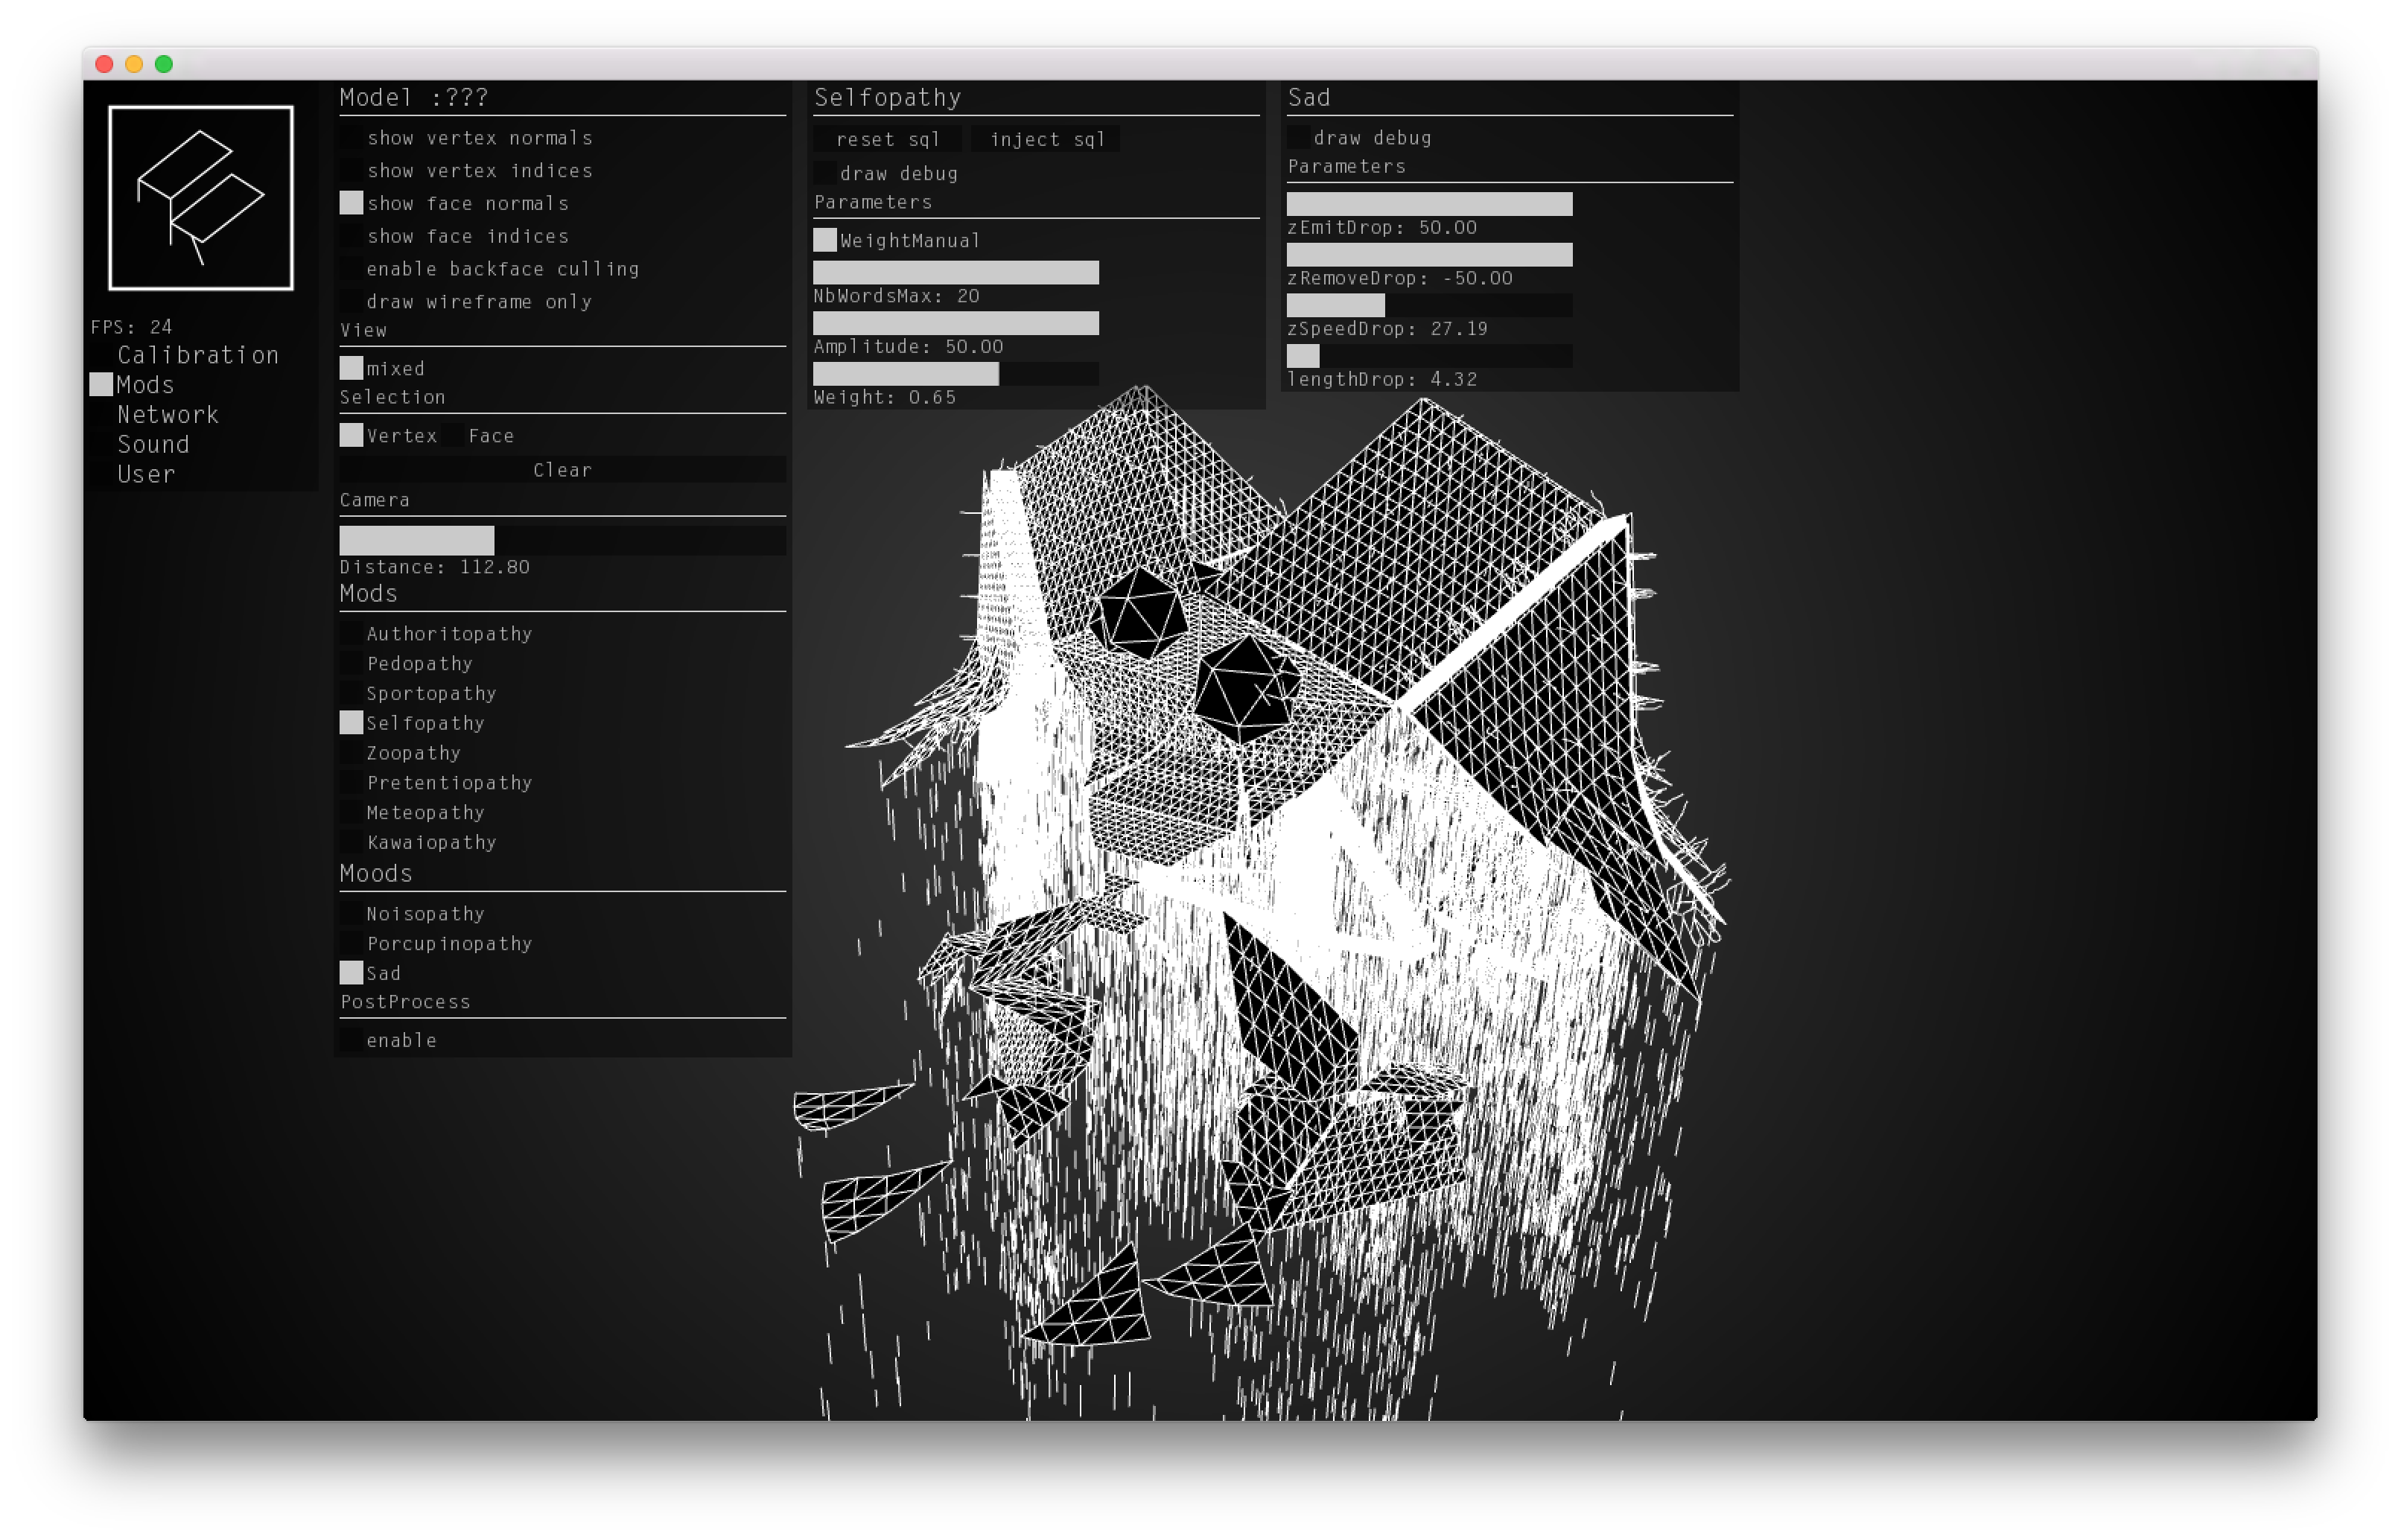 FPS: 24
Calibration
Mods
Network
Sound
User
Model :???
show vertex normals
show vertex indices
show face normals
show face indices
enable backface culling
draw wireframe only
View
mixed
Selection
Vertex Face
Clear
Camera
Distance: 112.80
Mods
Authoritopathy
Pedopathy
Sportopathy
Selfopathy
Zoopathy
Pretentiopathy
Meteopathy
Kawaiopathy
Moods
Noisopathy
Porcupinopathy
Sad
PostProcess
enable
Selfopathy
reset sql inject sql
draw debug
Parameters
WeightManual
NbWordsMax: 20
Amplitude: 50.00
Weight: 0.65
Sad
draw debug
Parameters
zEmitDrop: 50.00
zRemoveDrop: -50.00
zSpeedDrop: 27.19
lengthDrop: 4.32